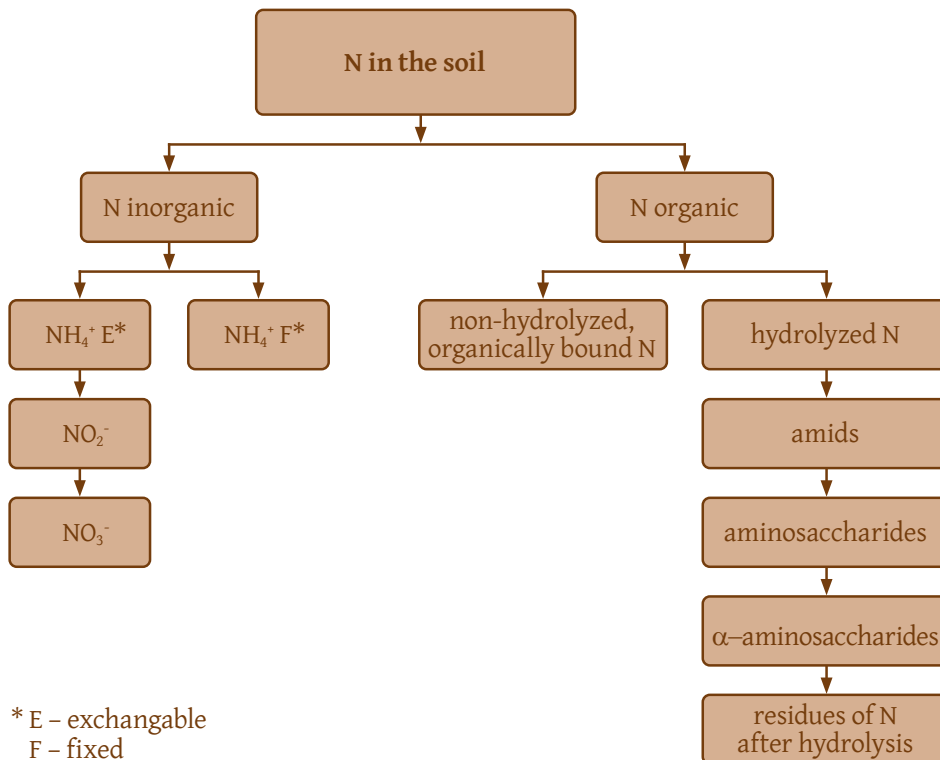 N in the soil
N inorganic
N organic
NH₄⁺ E*
NH₄⁺ F*
non-hydrolyzed,
organically bound N
hydrolyzed N
NO₂⁻
amids
NO₃⁻
aminosaccharides
α–aminosaccharides
residues of N
after hydrolysis
* E – exchangable
F – fixed